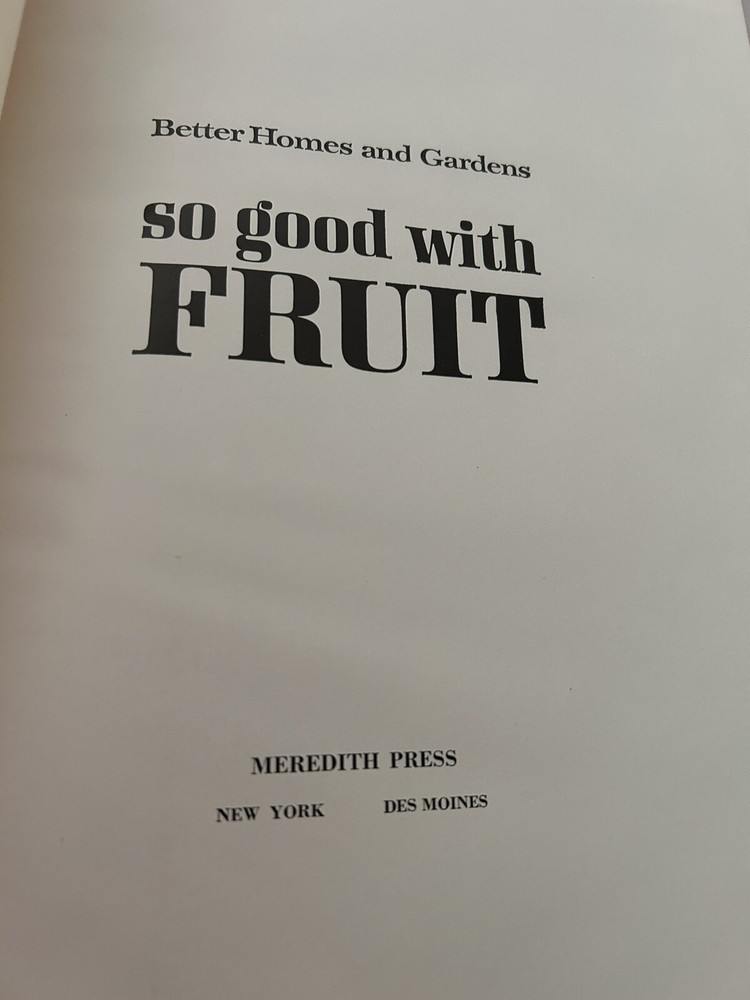 Better Homes and Gardens
so good with
FRUIT
MEREDITH PRESS
NEW YORK DES MOINES